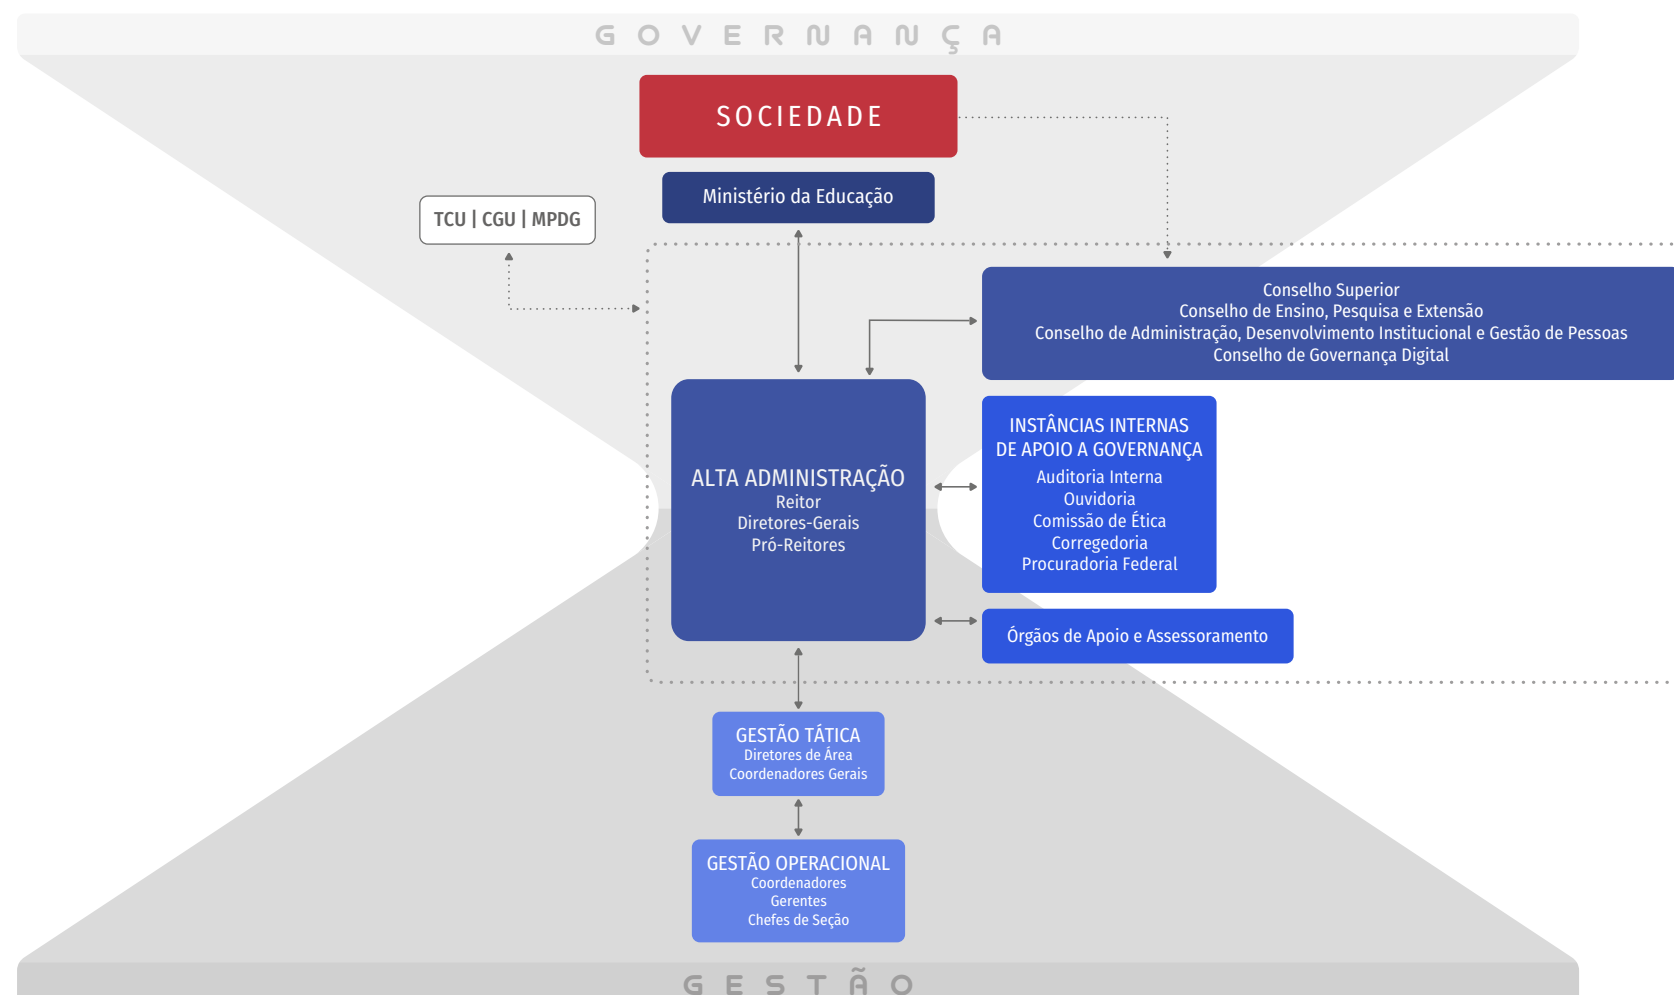 GOVERNANÇA
SOCIEDADE
Ministério da Educação
TCU | CGU | MPDG
Conselho Superior
Conselho de Ensino, Pesquisa e Extensão
Conselho de Administração, Desenvolvimento Institucional e Gestão de Pessoas
Conselho de Governança Digital
ALTA ADMINISTRAÇÃO
Reitor
Diretores-Gerais
Pró-Reitores
INSTÂNCIAS INTERNAS
DE APOIO A GOVERNANÇA
Auditoria Interna
Ouvidoria
Comissão de Ética
Corregedoria
Procuradoria Federal
Órgãos de Apoio e Assessoramento
GESTÃO TÁTICA
Diretores de Área
Coordenadores Gerais
GESTÃO OPERACIONAL
Coordenadores
Gerentes
Chefes de Seção
GESTÃO